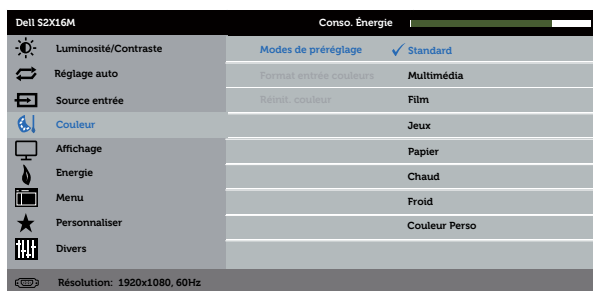 Dell S2X16M Conso. Énergie
Luminosité/Contraste Modes de préréglage Standard
Réglage auto Format entrée couleurs Multimédia
Source entrée Réinit. couleur Film
Couleur Jeux
Affichage Papier
Energie Chaud
Menu Froid
Personnaliser Couleur Perso
Divers
Résolution: 1920x1080, 60Hz